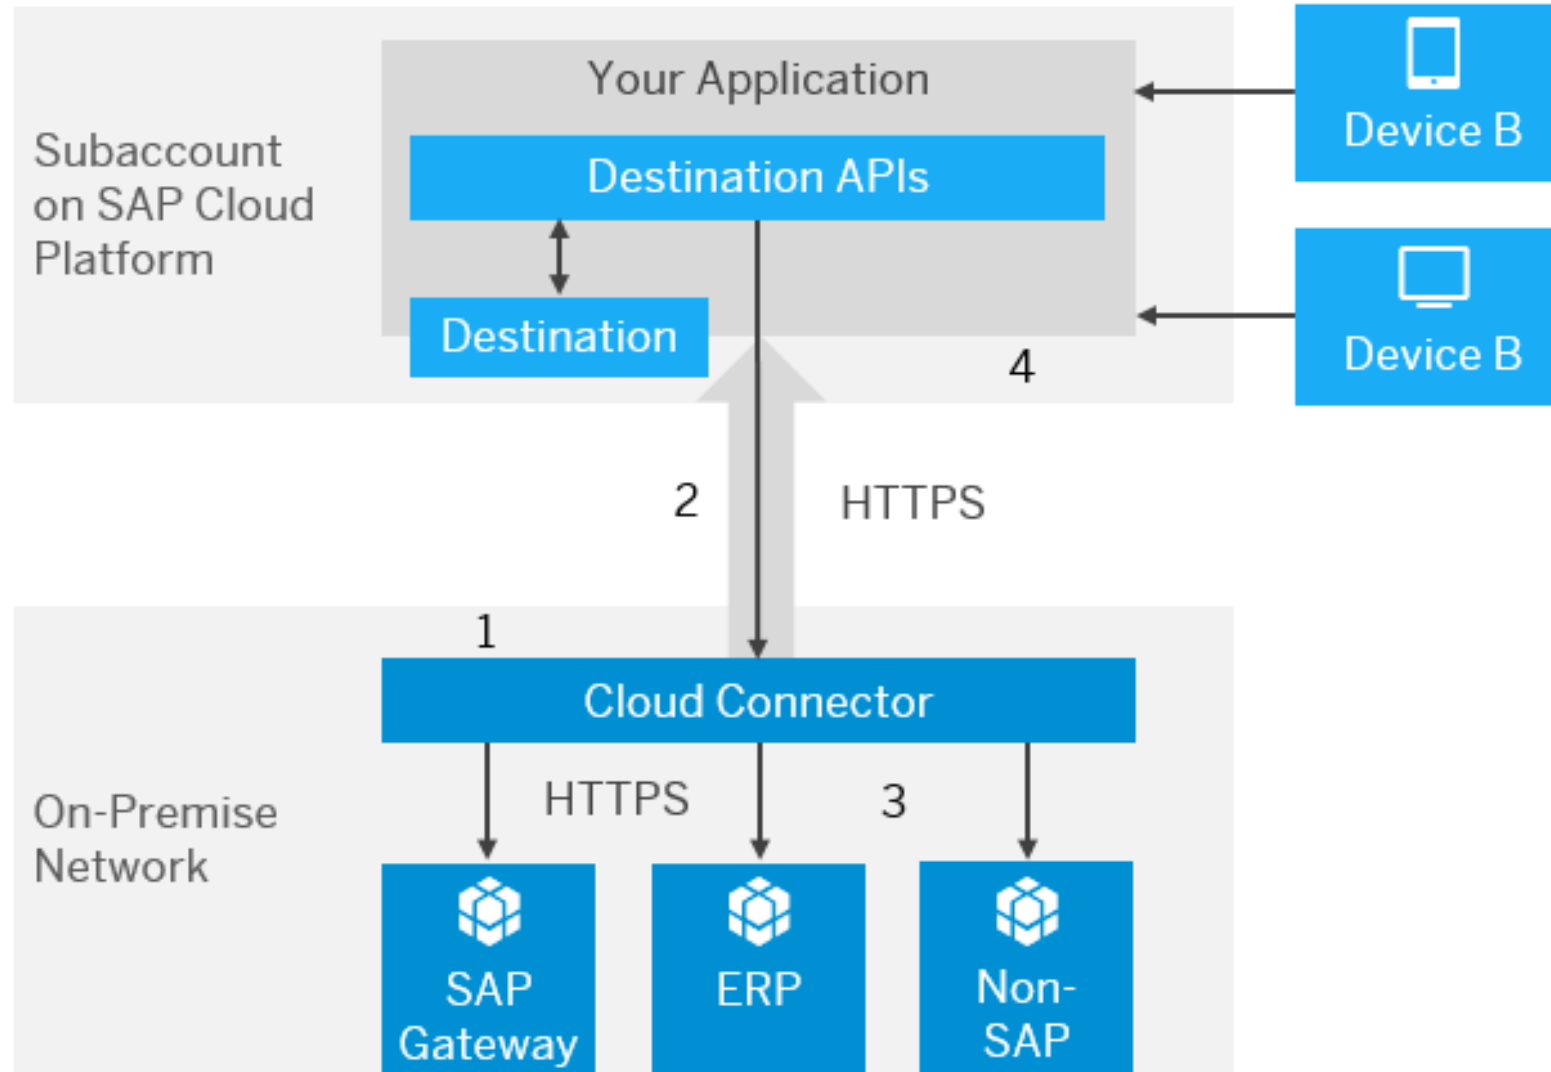 Your Application
Device B
Subaccount
on SAP Cloud
Platform
Destination APIs
Destination
Device B
4
2
HTTPS
1
Cloud Connector
On-Premise
Network
HTTPS
3
SAP
Gateway
ERP
Non-
SAP